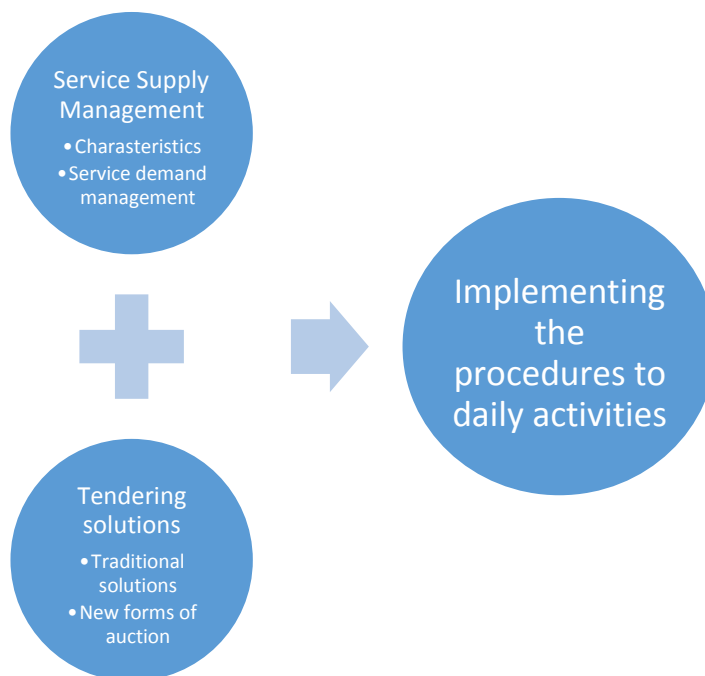 Service Supply
Management
•Charasteristics
•Service demand
management
Implementing
the
procedures to
daily activities
Tendering
solutions
•Traditional
solutions
•New forms of
auction